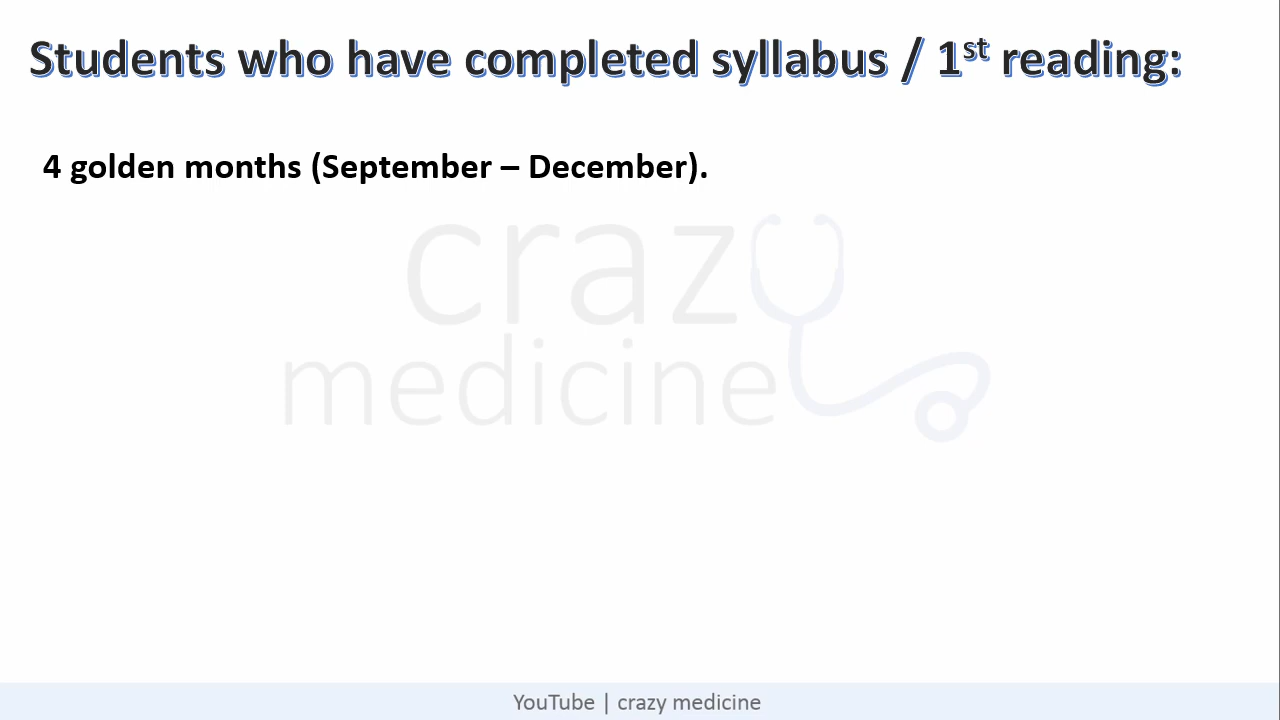 Students who have completed syllabus / 1st reading:
4 golden months (September – December).
crazy
medicine
YouTube | crazy medicine